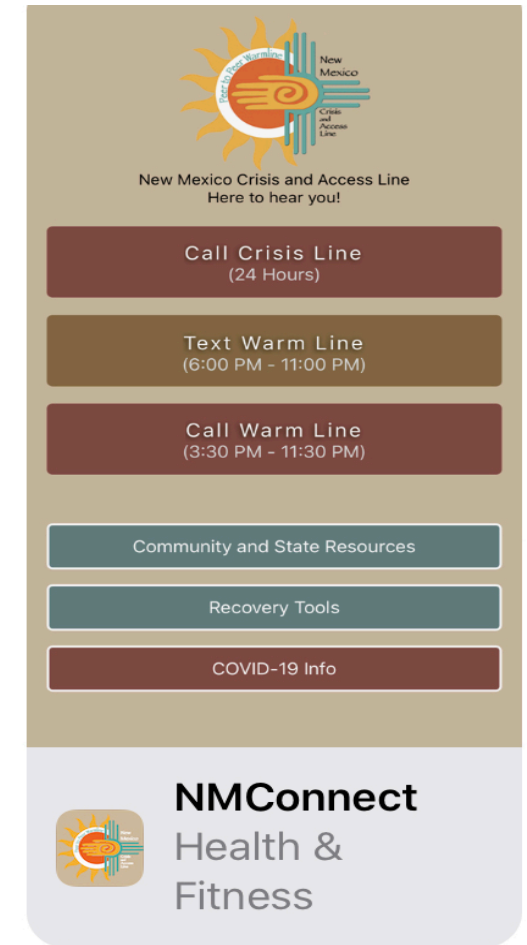 Peer to Peer Warmline
New
Mexico
Crisis
and
Access
Line
New Mexico Crisis and Access Line
Here to hear you!
Call Crisis Line
(24 Hours)
Text Warm Line
(6:00 PM - 11:00 PM)
Call Warm Line
(3:30 PM - 11:30 PM)
Community and State Resources
Recovery Tools
COVID-19 Info
NMConnect
Health &
Fitness